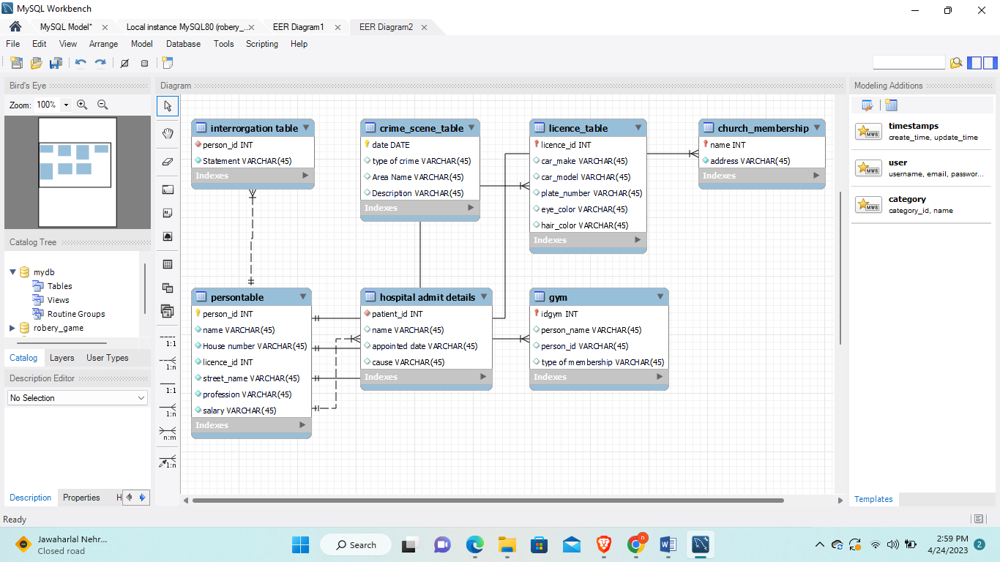 MySQL Workbench
MySQL Model*
Local instance MySQL80 (robery_...
EER Diagram1
EER Diagram2
File Edit View Arrange Model Database Tools Scripting Help
Bird's Eye
Zoom: 100%
Catalog Tree
mydb
Tables
Views
Routine Groups
robery_game
Catalog Layers User Types
Description Editor
No Selection
Description Properties H
Diagram
1:1
1:n
1:1
1:n
n:m
1:n
interrorgation table
person_id INT
Statement VARCHAR(45)
Indexes
crime_scene_table
date DATE
type of crime VARCHAR(45)
Area Name VARCHAR(45)
Description VARCHAR(45)
Indexes
licence_table
licence_id INT
car_make VARCHAR(45)
car_model VARCHAR(45)
plate_number VARCHAR(45)
eye_color VARCHAR(45)
hair_color VARCHAR(45)
Indexes
church_membership
name INT
address VARCHAR(45)
Indexes
persontable
person_id INT
name VARCHAR(45)
House number VARCHAR(45)
licence_id INT
street_name VARCHAR(45)
profession VARCHAR(45)
salary VARCHAR(45)
Indexes
hospital admit details
patient_id INT
name VARCHAR(45)
appointed date VARCHAR(45)
cause VARCHAR(45)
Indexes
gym
idgym INT
person_name VARCHAR(45)
person_id VARCHAR(45)
type of membership VARCHAR(45)
Indexes
Modeling Additions
MWB
timestamps
create_time, update_time
MWB
user
username, email, passwor...
MWB
category
category_id, name
Templates
Ready
Jawaharlal Nehr...
Closed road
Search
n
2:59 PM
4/24/2023
2